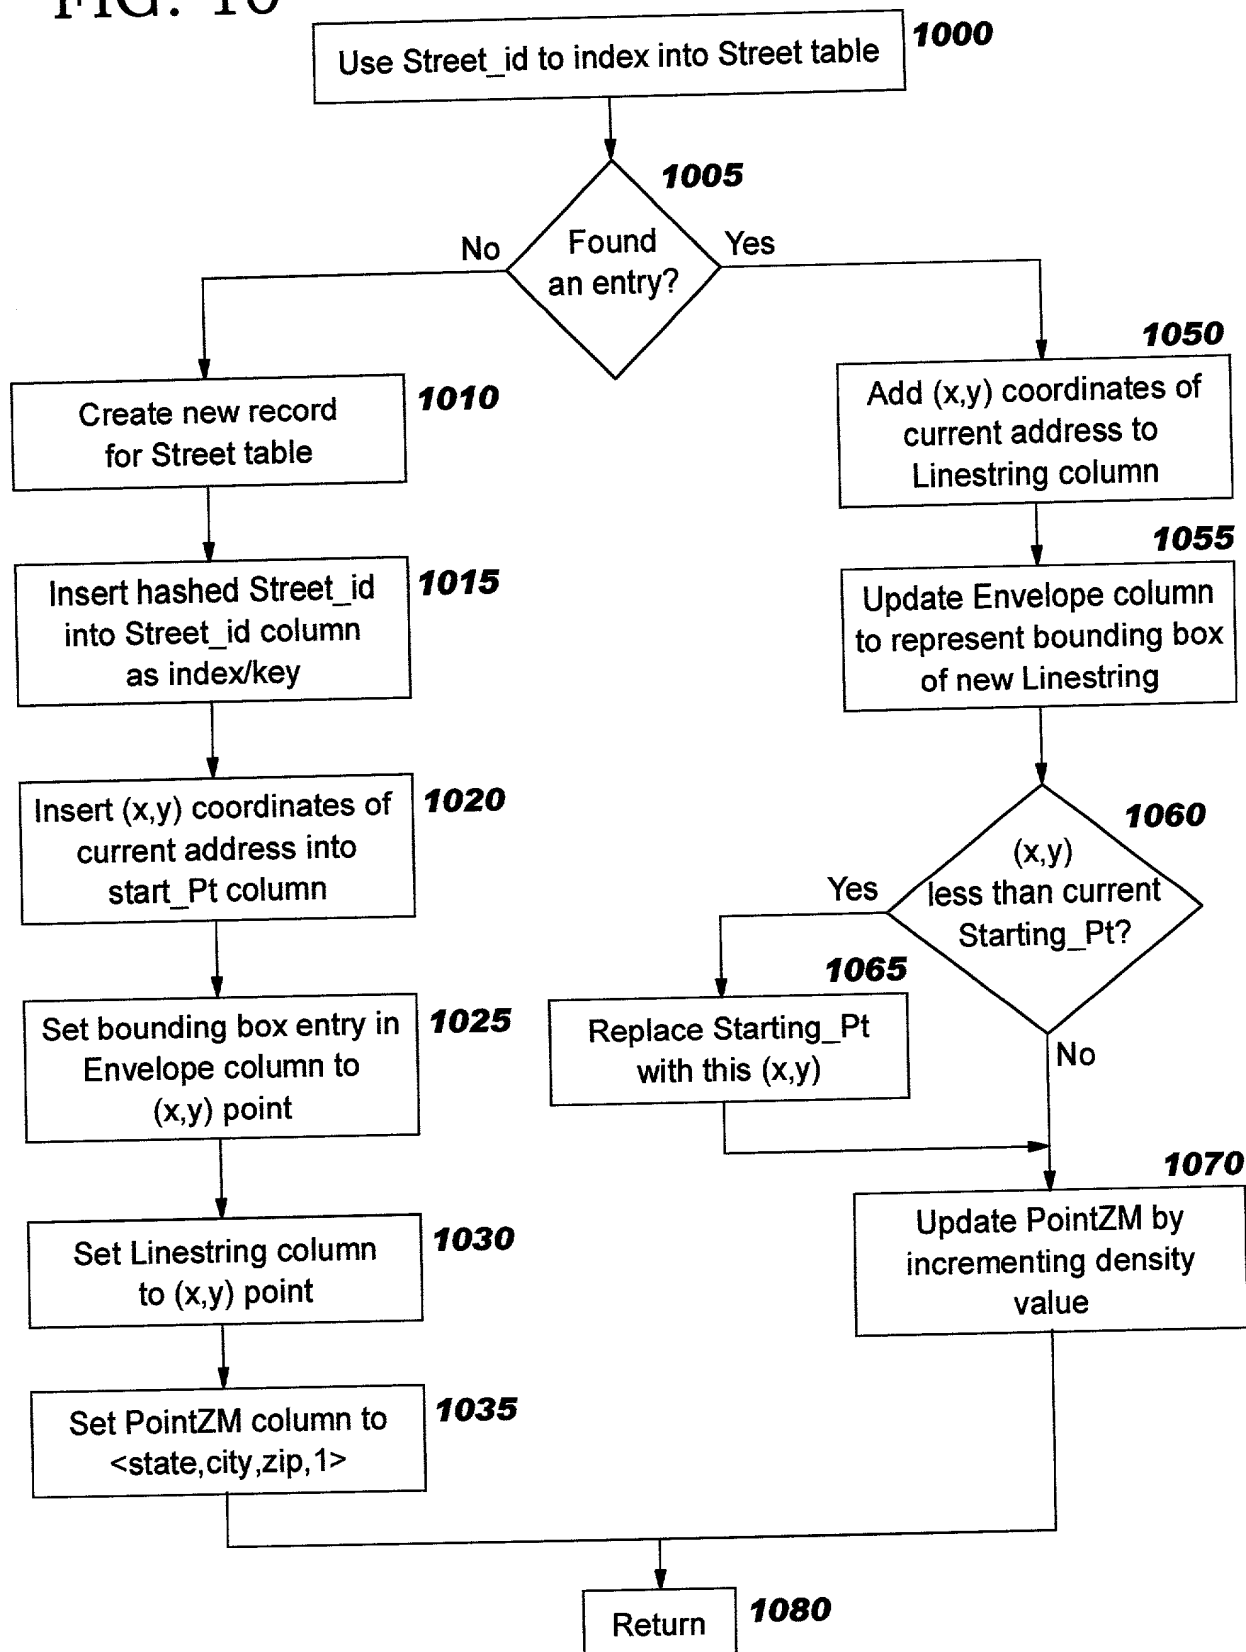 FIG. 10
Use Street_id to index into Street table
1000
1005
Found
an entry?
No
Yes
Create new record
for Street table
1010
Insert hashed Street_id
into Street_id column
as index/key
1015
Insert (x,y) coordinates of
current address into
start_Pt column
1020
Set bounding box entry in
Envelope column to
(x,y) point
1025
Set Linestring column
to (x,y) point
1030
Set PointZM column to
<state,city,zip,1>
1035
1050
Add (x,y) coordinates of
current address to
Linestring column
1055
Update Envelope column
to represent bounding box
of new Linestring
1060
(x,y)
less than current
Starting_Pt?
Yes
No
1065
Replace Starting_Pt
with this (x,y)
1070
Update PointZM by
incrementing density
value
Return
1080